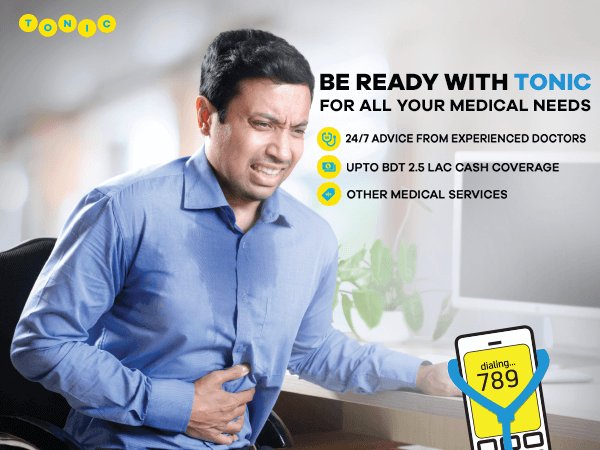 TONIC
BE READY WITH TONIC
FOR ALL YOUR MEDICAL NEEDS
24/7 ADVICE FROM EXPERIENCED DOCTORS
UPTO BDT 2.5 LAC CASH COVERAGE
OTHER MEDICAL SERVICES
dialing...
789